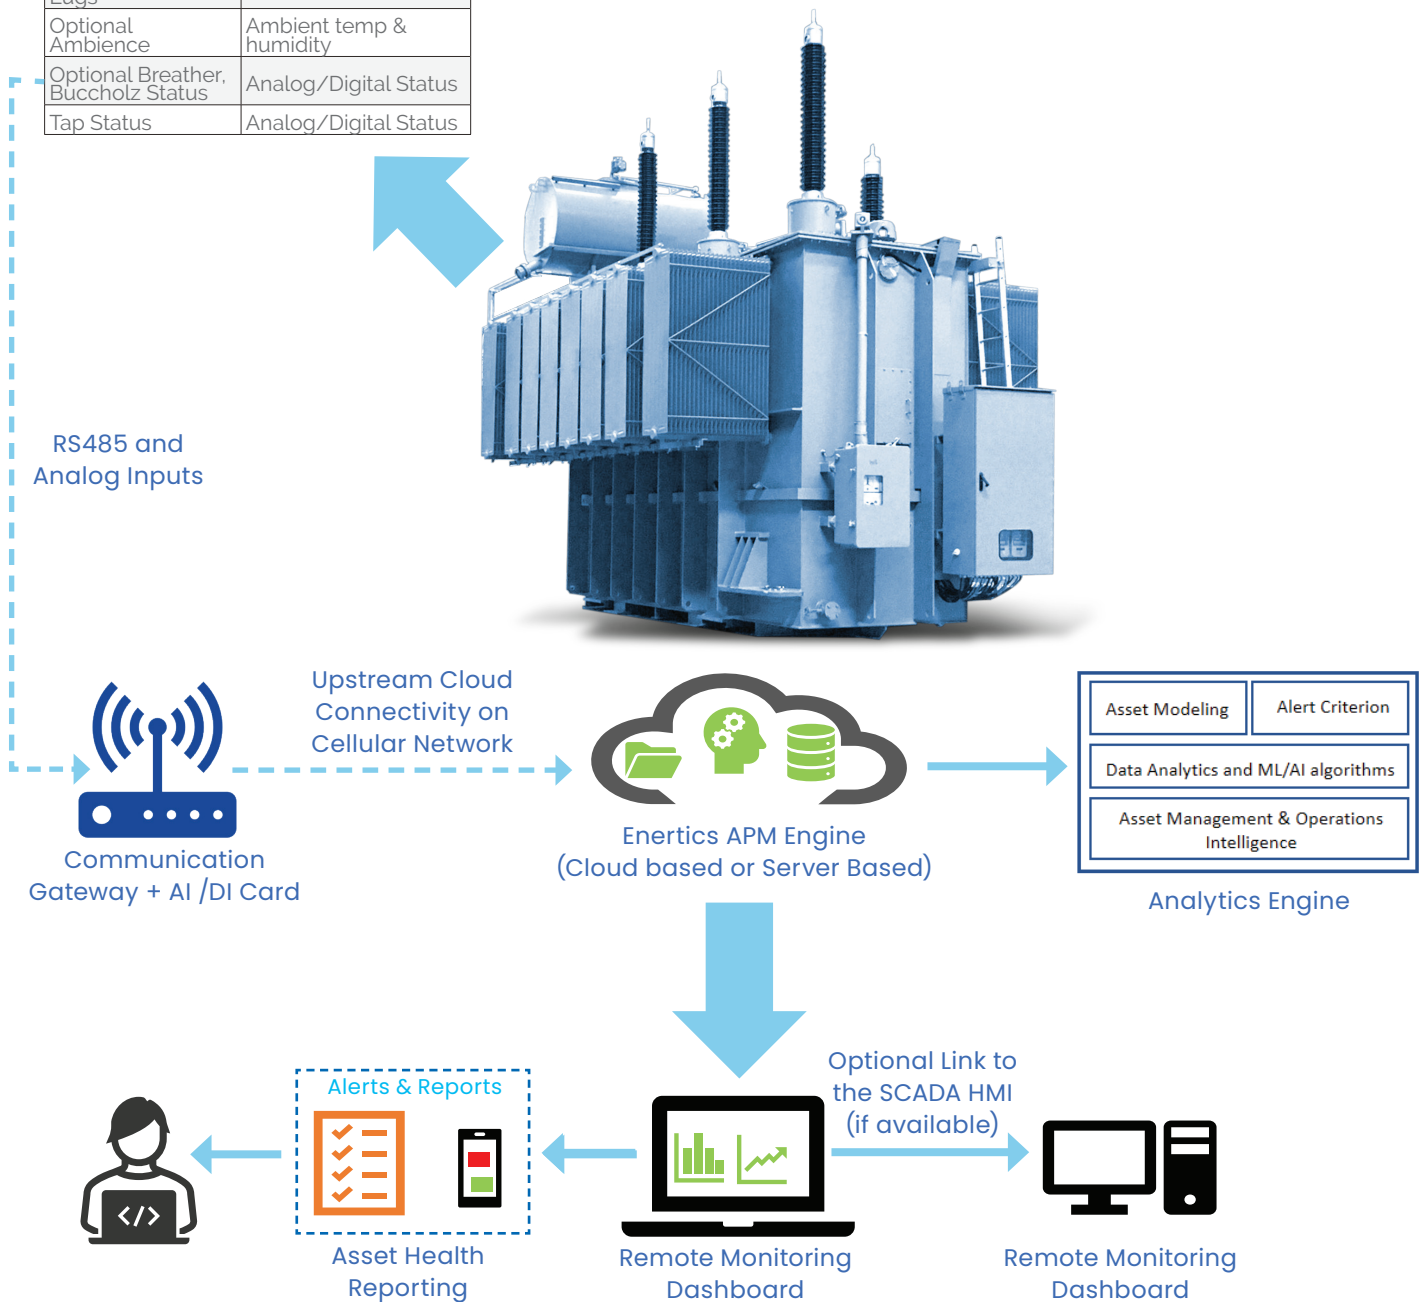 Optional Ambient temp &
Ambience humidity
Optional Breather, Analog/Digital Status
Buccholz Status
Tap Status Analog/Digital Status
RS485 and
Analog Inputs
Upstream Cloud
Connectivity on
Cellular Network
Asset Modeling
Alert Criterion
Data Analytics and ML/AI algorithms
Asset Management & Operations
Intelligence
Analytics Engine
Enertics APM Engine
(Cloud based or Server Based)
Communication
Gateway + AI /DI Card
Optional Link to
the SCADA HMI
(if available)
Alerts & Reports
</>
Asset Health
Reporting
Remote Monitoring
Dashboard
Remote Monitoring
Dashboard